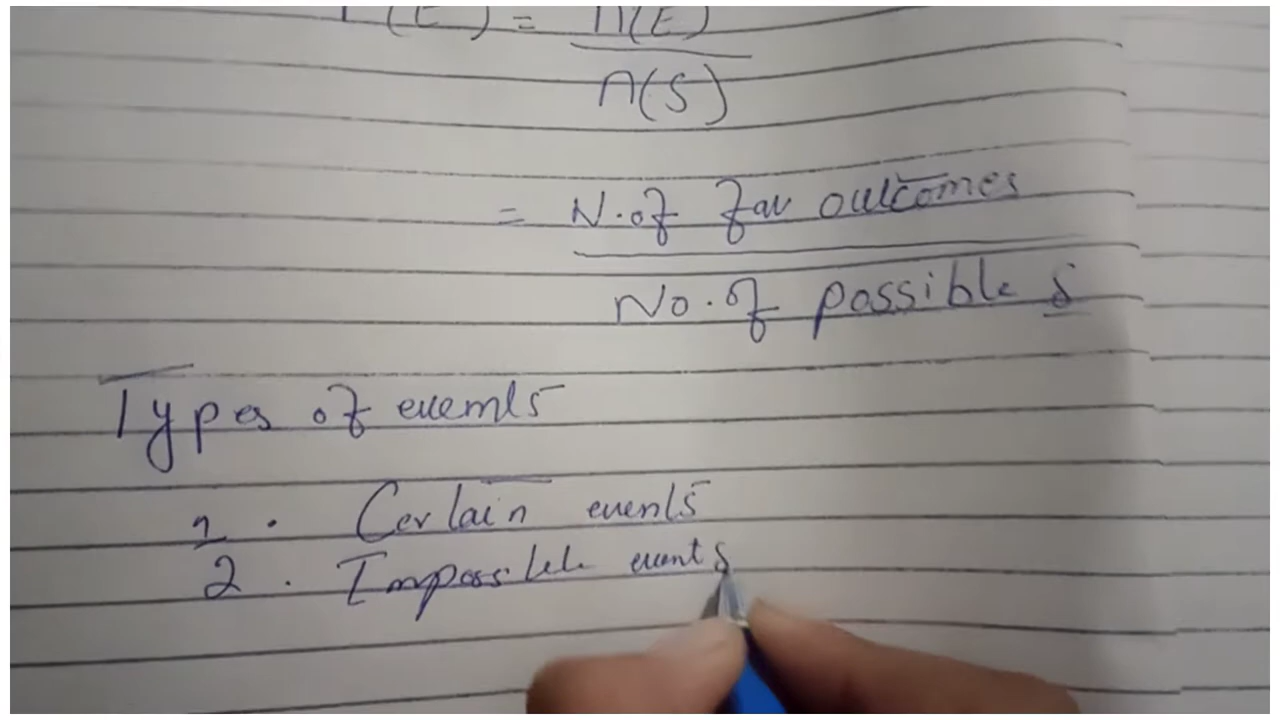 P(E) = n(E)
n(S)
= N.of fav outcomes
No.of possible S
Types of events
1. Certain events
2. Impossible events